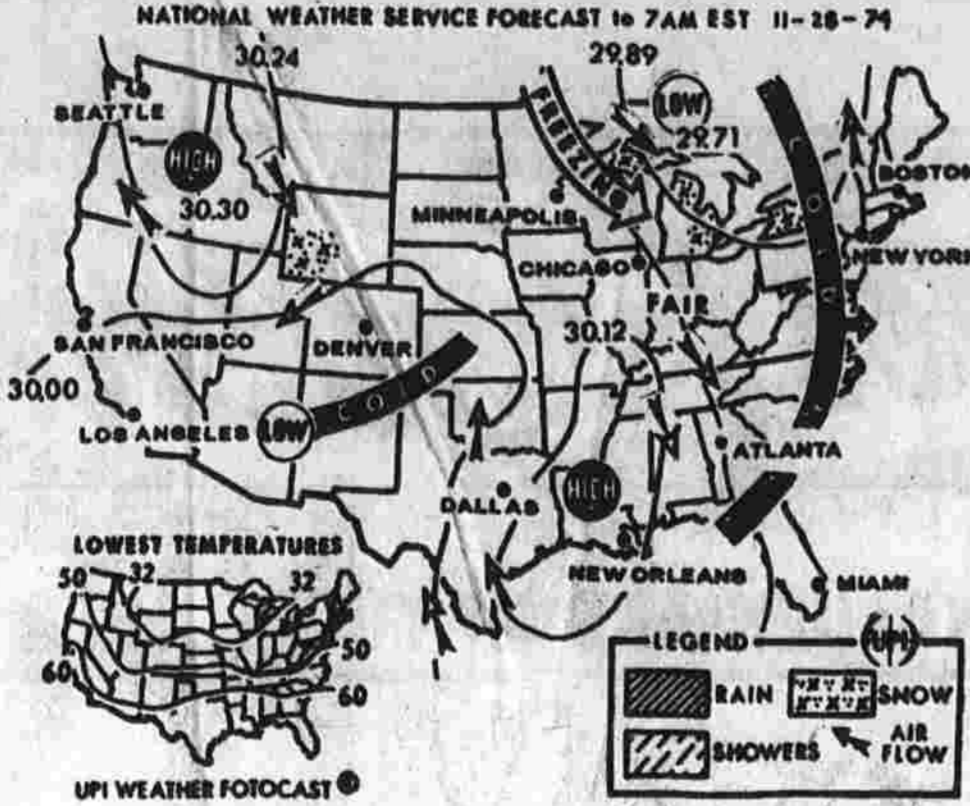 NATIONAL WEATHER SERVICE FORECAST to 7AM EST 11-28-74
30.24
29.89
SEATTLE
FREEZING
LOW
29.71
HIGH
BOSTON
30.30
MINNEAPOLIS
NEW YORK
CHICAGO
FAIR
30.12
SAN FRANCISCO
DENVER
30.00
COLD
COLD
LOS ANGELES
LOW
ATLANTA
HIGH
DALLAS
NEW ORLEANS
MIAMI
LOWEST TEMPERATURES
50
32
32
50
60
60
UPI WEATHER FOTOCAST
LEGEND
UPI
RAIN
SNOW
SHOWERS
AIR
FLOW